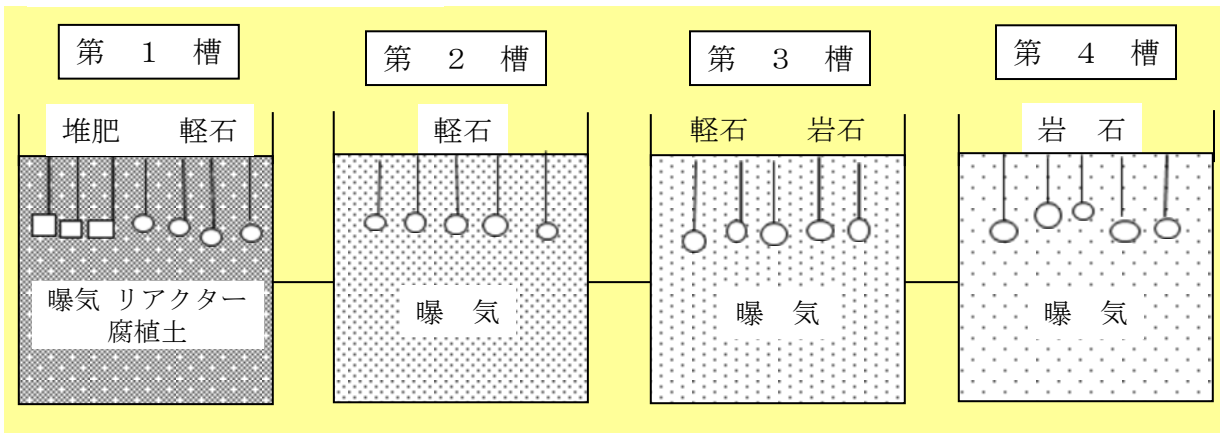 第 1 槽
第 2 槽
第 3 槽
第 4 槽
堆肥 軽石
軽石
軽石 岩石
岩 石
曝気 リアクター
腐植土
曝 気
曝 気
曝 気